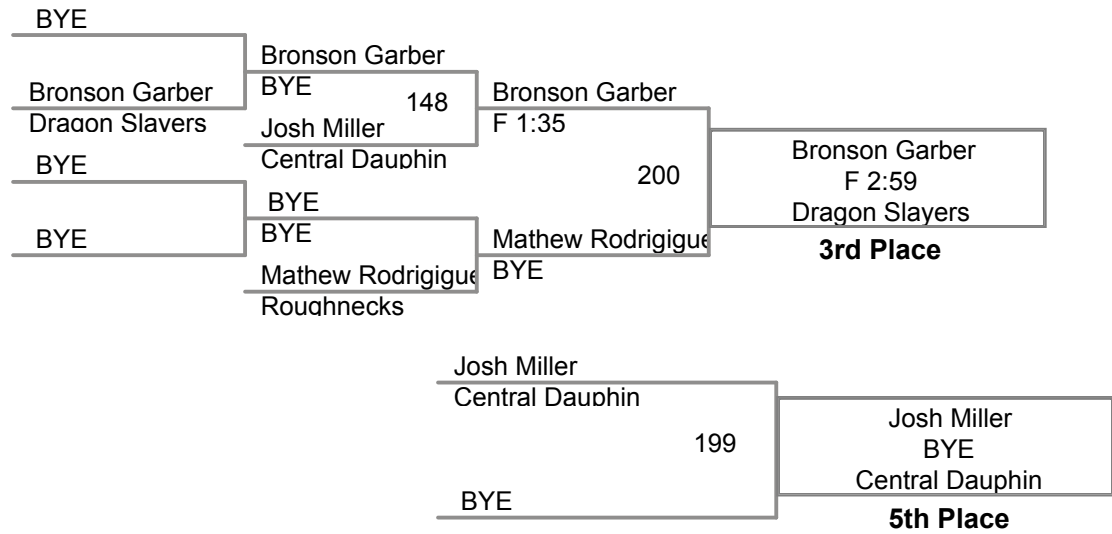 BYE
Bronson Garber
Dragon Slayers
BYE
BYE
Bronson Garber
BYE
148
Josh Miller
Central Dauphin
BYE
BYE
Mathew Rodrigigue
Roughnecks
Bronson Garber
F 1:35
200
Mathew Rodrigigue
BYE
Bronson Garber
F 2:59
Dragon Slayers
3rd Place
Josh Miller
Central Dauphin
199
BYE
Josh Miller
BYE
Central Dauphin
5th Place